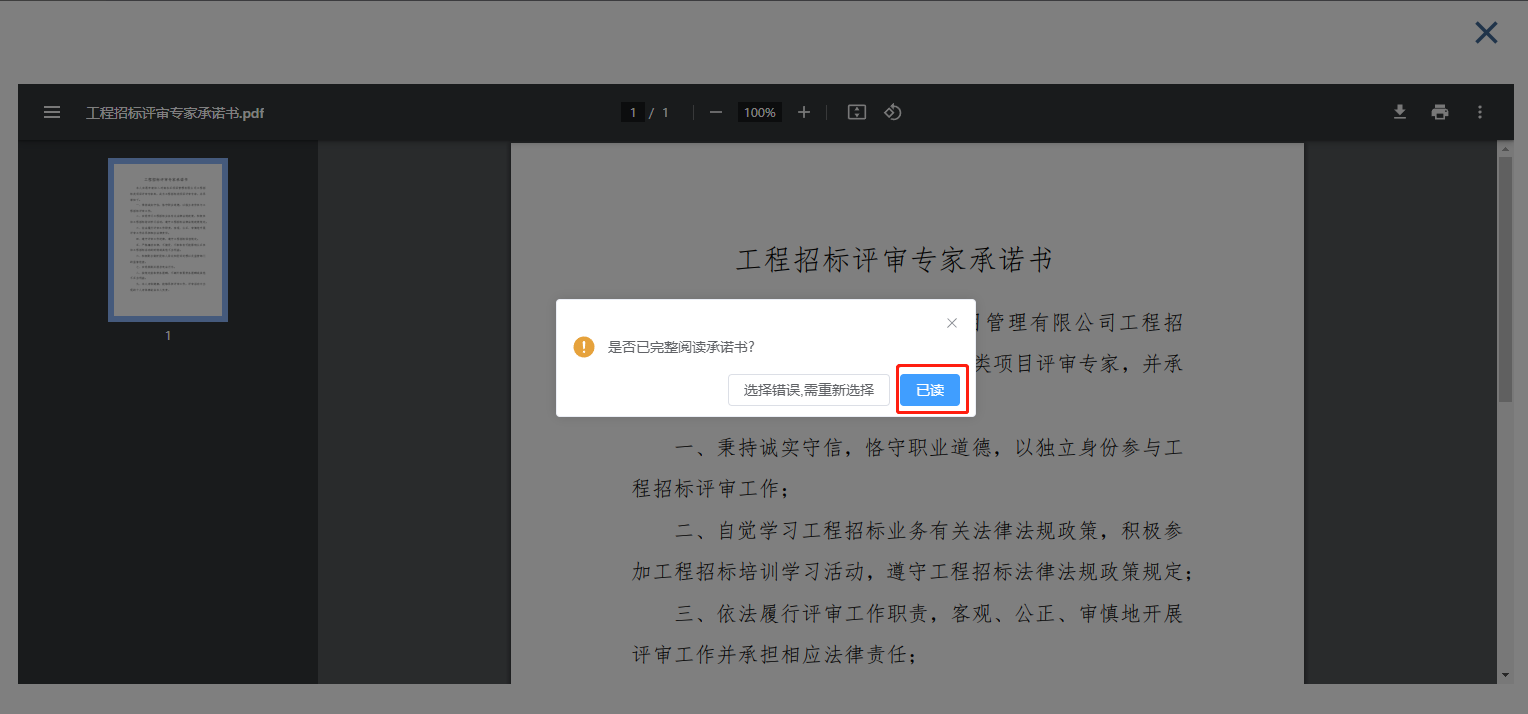 工程招标评审专家承诺书.pdf
1 / 1
100%
1
工程招标评审专家承诺书
管理有限公司工程招
类项目评审专家，并承
是否已完整阅读承诺书?
选择错误,需重新选择
已读
一、秉持诚实守信，恪守职业道德，以独立身份参与工
程招标评审工作；
二、自觉学习工程招标业务有关法律法规政策，积极参
加工程招标培训学习活动，遵守工程招标法律法规政策规定；
三、依法履行评审工作职责，客观、公正、审慎地开展
评审工作并承担相应法律责任；